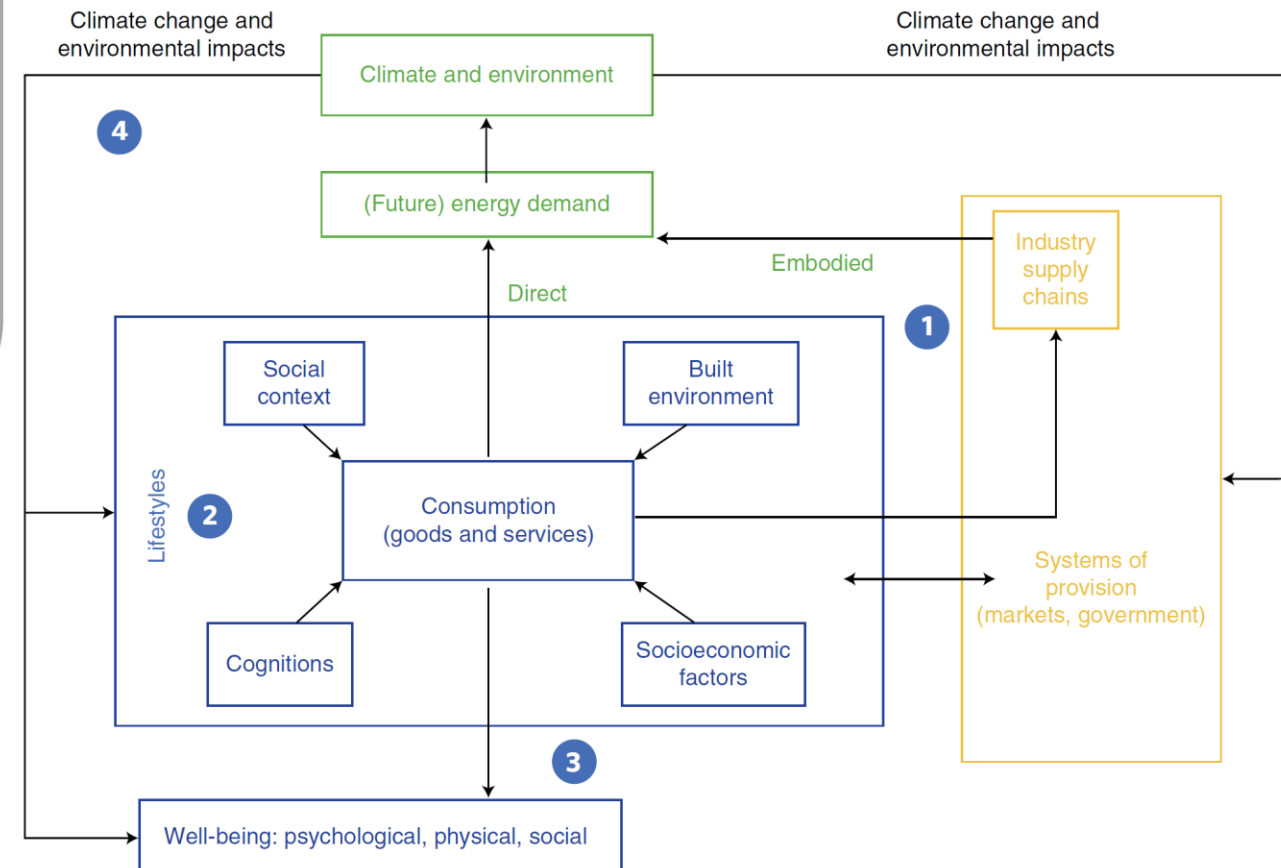 Climate change and
environmental impacts
Climate change and
environmental impacts
Climate and environment
4
(Future) energy demand
Industry
supply
chains
Embodied
Direct
1
Social
context
Built
environment
Lifestyles
2
Consumption
(goods and services)
Systems of
provision
(markets, government)
Cognitions
Socioeconomic
factors
3
Well-being: psychological, physical, social